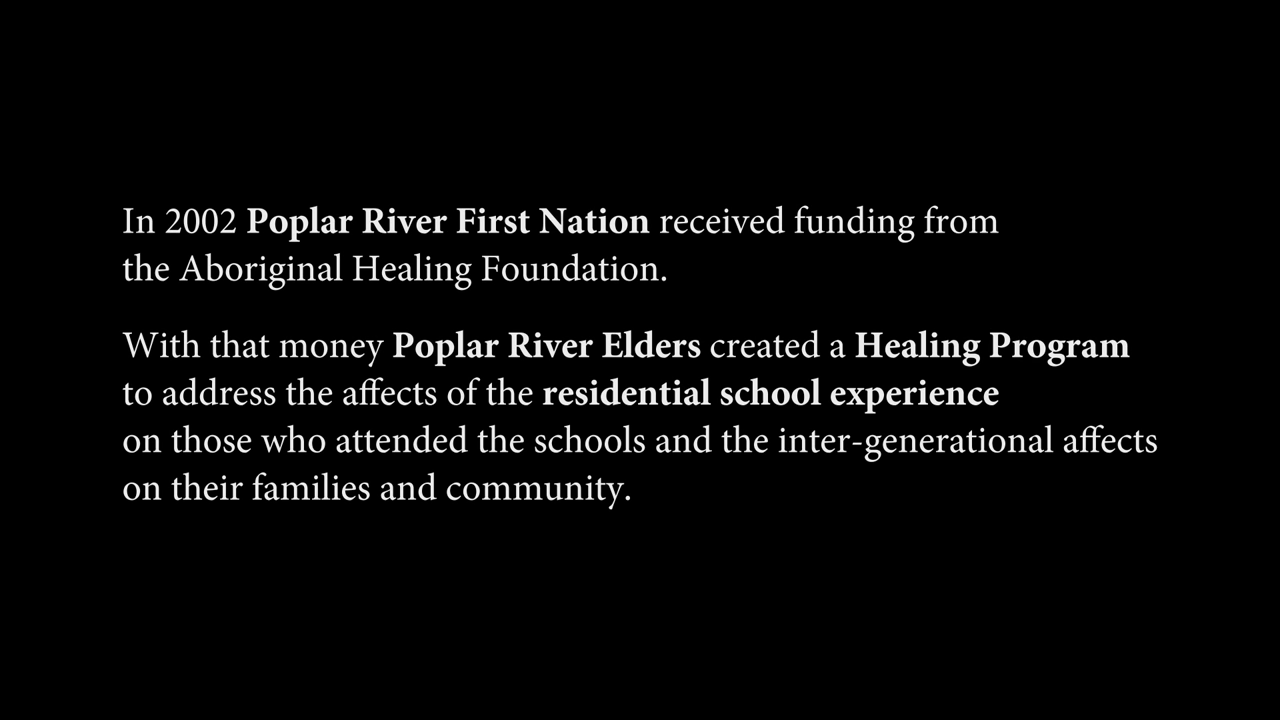 In 2002 Poplar River First Nation received funding from
the Aboriginal Healing Foundation.
With that money Poplar River Elders created a Healing Program
to address the affects of the residential school experience
on those who attended the schools and the inter-generational affects
on their families and community.